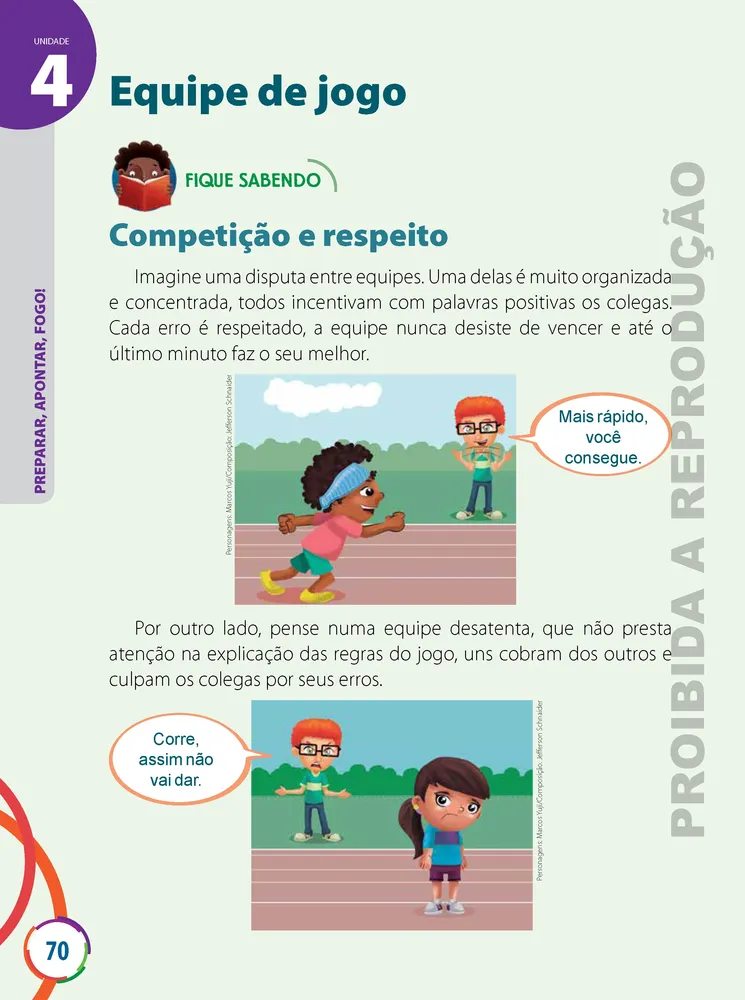 UNIDADE
4
Equipe de jogo
FIQUE SABENDO
Competição e respeito
Imagine uma disputa entre equipes. Uma delas é muito organizada
e concentrada, todos incentivam com palavras positivas os colegas.
Cada erro é respeitado, a equipe nunca desiste de vencer e até o
último minuto faz o seu melhor.
PREPARAR, APONTAR, FOGO!
Personagens: Marcos Yuji/Composição: Jefferson Schnaider
Mais rápido,
você
consegue.
Por outro lado, pense numa equipe desatenta, que não presta
atenção na explicação das regras do jogo, uns cobram dos outros e
culpam os colegas por seus erros.
Corre,
assim não
vai dar.
Personagens: Marcos Yuji/Composição: Jefferson Schnaider
PROIBIDA A REPRODUÇÃO
70